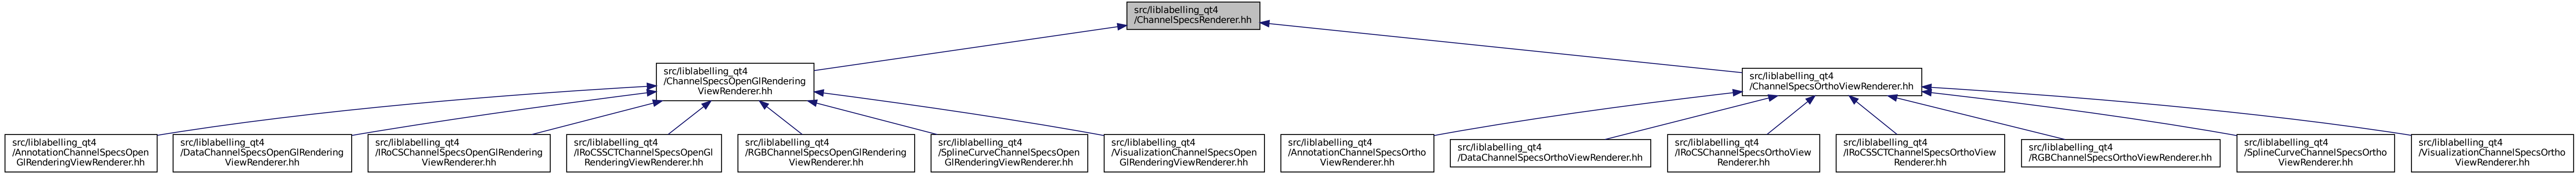 src/liblabelling_qt4
/ChannelSpecsRenderer.hh
src/liblabelling_qt4
/ChannelSpecsOpenGlRendering
ViewRenderer.hh
src/liblabelling_qt4
/ChannelSpecsOrthoViewRenderer.hh
src/liblabelling_qt4
/AnnotationChannelSpecsOpen
GlRenderingViewRenderer.hh
src/liblabelling_qt4
/DataChannelSpecsOpenGlRendering
ViewRenderer.hh
src/liblabelling_qt4
/IRoCSChannelSpecsOpenGlRendering
ViewRenderer.hh
src/liblabelling_qt4
/IRoCSSCTChannelSpecsOpenGl
RenderingViewRenderer.hh
src/liblabelling_qt4
/RGBChannelSpecsOpenGlRendering
ViewRenderer.hh
src/liblabelling_qt4
/SplineCurveChannelSpecsOpen
GlRenderingViewRenderer.hh
src/liblabelling_qt4
/VisualizationChannelSpecsOpen
GlRenderingViewRenderer.hh
src/liblabelling_qt4
/AnnotationChannelSpecsOrtho
ViewRenderer.hh
src/liblabelling_qt4
/DataChannelSpecsOrthoViewRenderer.hh
src/liblabelling_qt4
/IRoCSChannelSpecsOrthoView
Renderer.hh
src/liblabelling_qt4
/IRoCSSCTChannelSpecsOrthoView
Renderer.hh
src/liblabelling_qt4
/RGBChannelSpecsOrthoViewRenderer.hh
src/liblabelling_qt4
/SplineCurveChannelSpecsOrtho
ViewRenderer.hh
src/liblabelling_qt4
/VisualizationChannelSpecsOrtho
ViewRenderer.hh